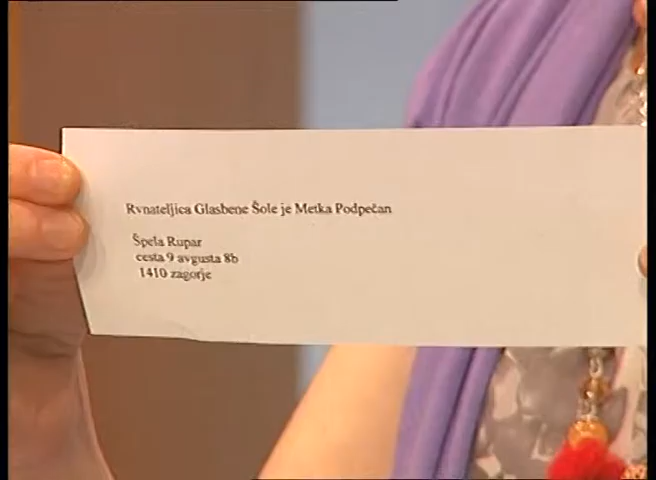 Rvnateljica Glasbene Šole je Metka Podpečan
Špela Rupar
cesta 9 avgusta 8b
1410 zagorje